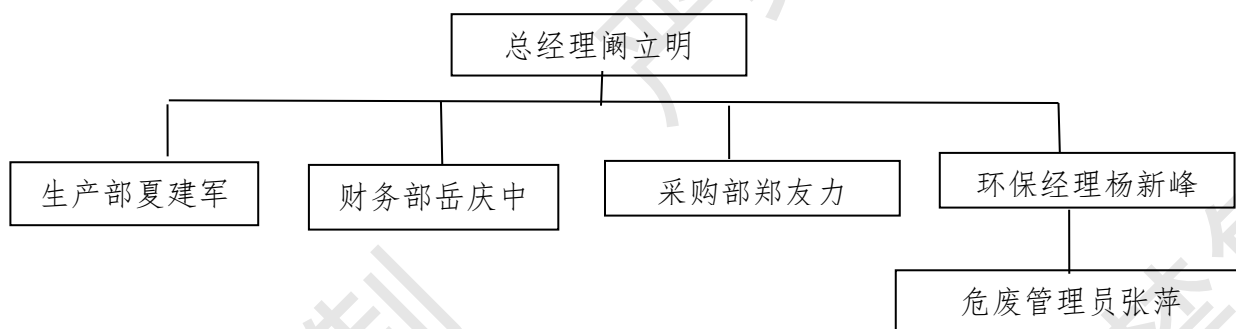 总经理阚立明
生产部夏建军
财务部岳庆中
采购部郑友力
环保经理杨新峰
危废管理员张萍